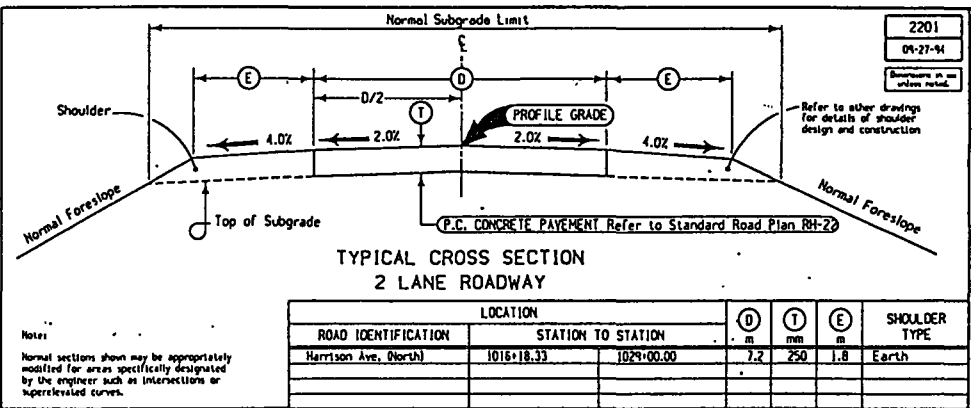 Normal Subgrade Limit
2201
09-27-94
Dimensions in mm
unless noted.
℄
E
D
E
D/2
T
PROFILE GRADE
Shoulder
Refer to other drawings
for details of shoulder
design and construction
4.0%
2.0%
2.0%
4.0%
Normal Foreslope
Top of Subgrade
P.C. CONCRETE PAVEMENT Refer to Standard Road Plan RH-22
Normal Foreslope
TYPICAL CROSS SECTION
2 LANE ROADWAY
Note:
Normal sections shown may be appropriately
modified for areas specifically designated
by the engineer such as intersections or
superelevated curves.
LOCATION
ROAD IDENTIFICATION STATION TO STATION D m T mm E m SHOULDER TYPE
Harrison Ave. (North) 1016+18.33 1029+00.00 7.2 250 1.8 Earth